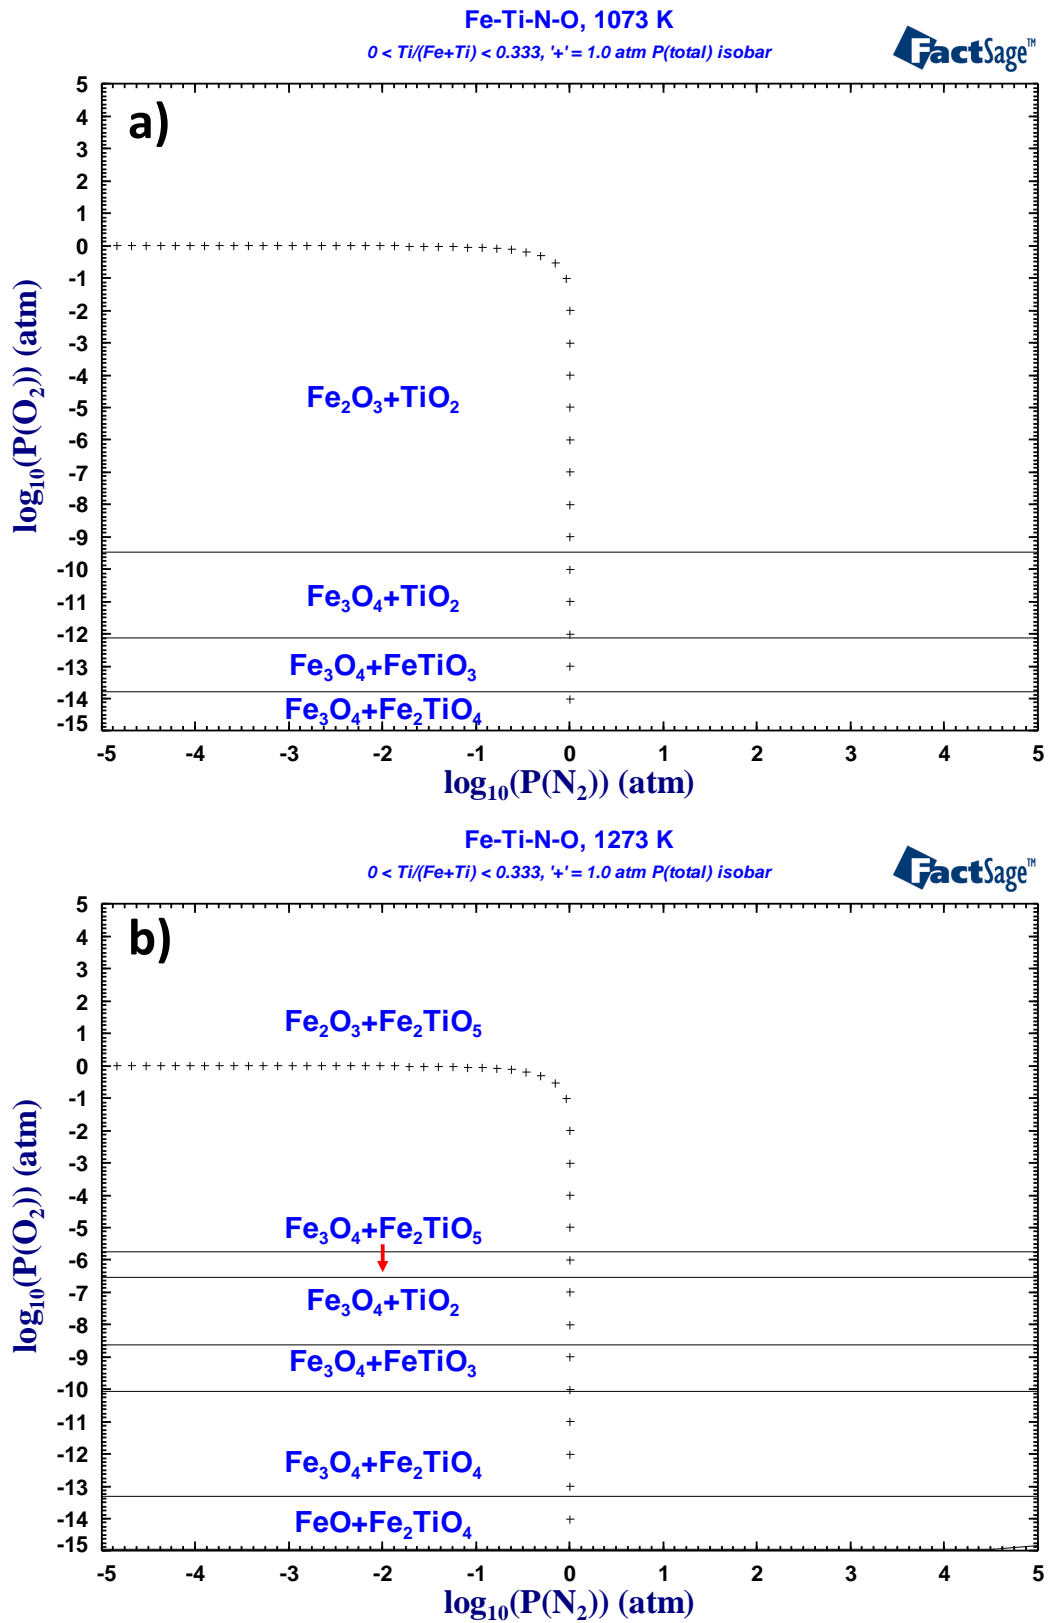 Fe-Ti-N-O, 1073 K
0 < Ti/(Fe+Ti) < 0.333, '+' = 1.0 atm P(total) isobar
FactSage™
a)
5
4
3
2
1
0
-1
-2
-3
-4
-5
-6
-7
-8
-9
-10
-11
-12
-13
-14
-15
log₁₀(P(O₂)) (atm)
Fe₂O₃+TiO₂
Fe₃O₄+TiO₂
Fe₃O₄+FeTiO₃
Fe₃O₄+Fe₂TiO₄
-5 -4 -3 -2 -1 0 1 2 3 4 5
log₁₀(P(N₂)) (atm)
Fe-Ti-N-O, 1273 K
0 < Ti/(Fe+Ti) < 0.333, '+' = 1.0 atm P(total) isobar
FactSage™
b)
5
4
3
2
1
0
-1
-2
-3
-4
-5
-6
-7
-8
-9
-10
-11
-12
-13
-14
-15
log₁₀(P(O₂)) (atm)
Fe₂O₃+Fe₂TiO₅
Fe₃O₄+Fe₂TiO₅
Fe₃O₄+TiO₂
Fe₃O₄+FeTiO₃
Fe₃O₄+Fe₂TiO₄
FeO+Fe₂TiO₄
-5 -4 -3 -2 -1 0 1 2 3 4 5
log₁₀(P(N₂)) (atm)